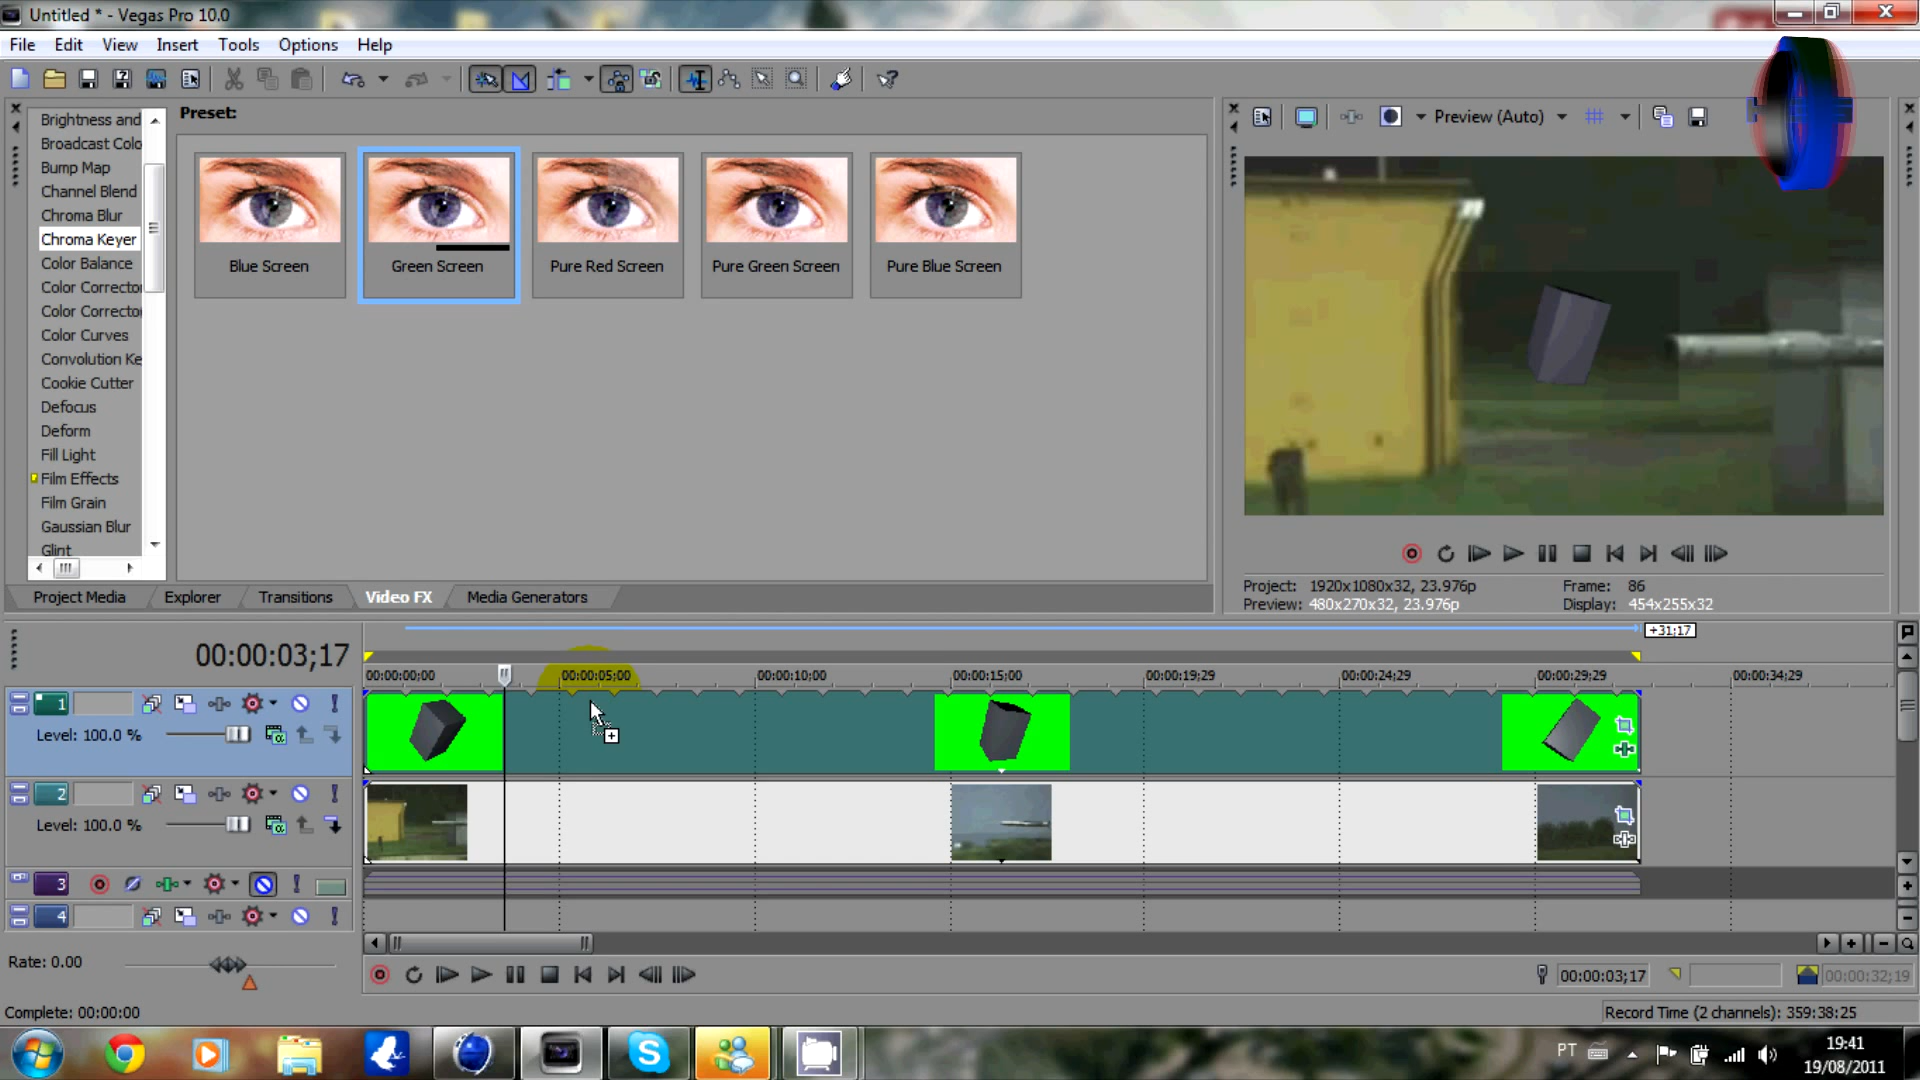 Untitled * - Vegas Pro 10.0
File Edit View Insert Tools Options Help
Preset:
Brightness and
Broadcast Colo
Bump Map
Channel Blend
Chroma Blur
Chroma Keyer
Color Balance
Color Correcto
Color Correcto
Color Curves
Convolution Ke
Cookie Cutter
Defocus
Deform
Fill Light
Film Effects
Film Grain
Gaussian Blur
Glint
Blue Screen Green Screen Pure Red Screen Pure Green Screen Pure Blue Screen
Preview (Auto)
Project: 1920x1080x32, 23.976p Frame: 86
Preview: 480x270x32, 23.976p Display: 454x255x32
Project Media Explorer Transitions Video FX Media Generators
+31;17
00:00:03;17
00:00:00;00 00:00:05;00 00:00:10;00 00:00:15;00 00:00:19;29 00:00:24;29 00:00:29;29 00:00:34;29
1
Level: 100.0 %
2
Level: 100.0 %
3
4
Rate: 0.00
00:00:03;17 00:00:32;19
Complete: 00:00:00
Record Time (2 channels): 359:38:25
PT
19:41
19/08/2011